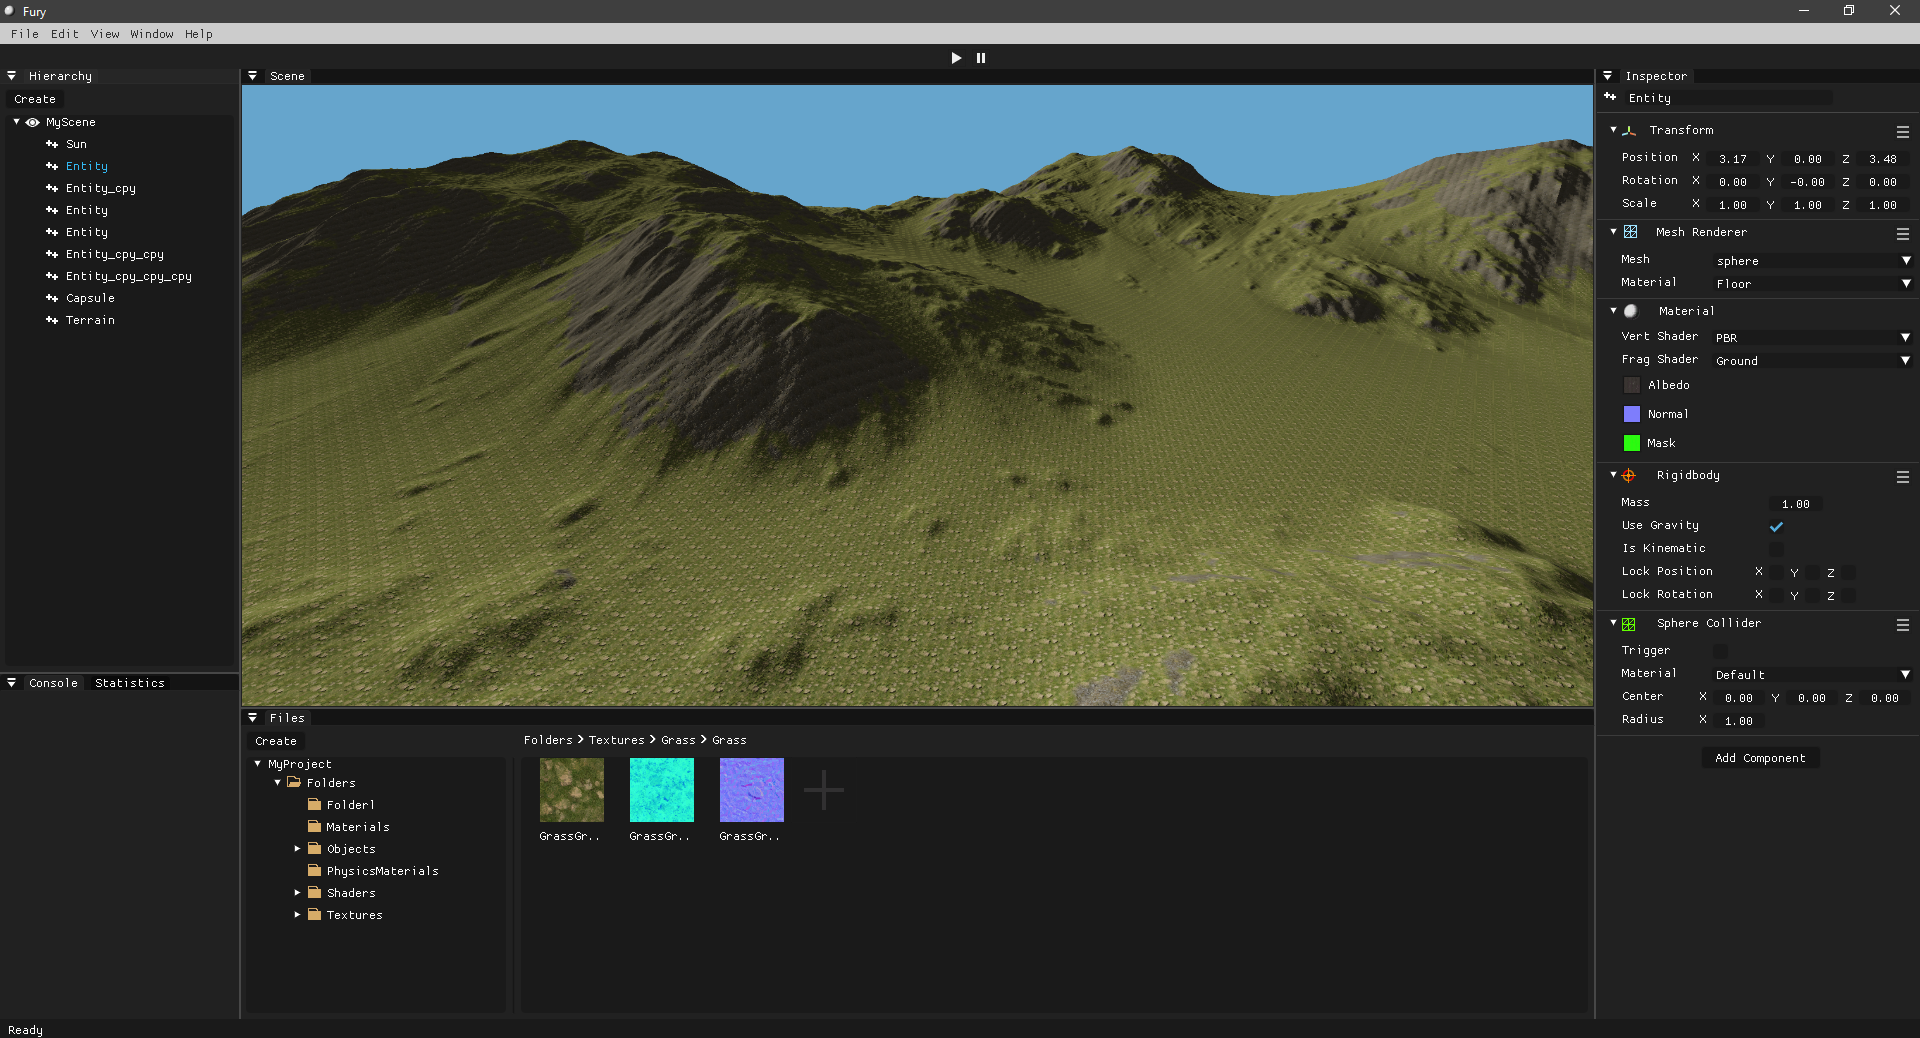 Fury
File Edit View Window Help
Hierarchy
Create
MyScene
Sun
Entity
Entity_cpy
Entity
Entity
Entity_cpy_cpy
Entity_cpy_cpy_cpy
Capsule
Terrain
Console Statistics
Scene
Files
Create
MyProject
Folders
Folder1
Materials
Objects
PhysicsMaterials
Shaders
Textures
Folders > Textures > Grass > Grass
GrassGr.. GrassGr.. GrassGr..
Inspector
Entity
Transform
Position X 3.17 Y 0.00 Z 3.48
Rotation X 0.00 Y -0.00 Z 0.00
Scale X 1.00 Y 1.00 Z 1.00
Mesh Renderer
Mesh sphere
Material Floor
Material
Vert Shader PBR
Frag Shader Ground
Albedo
Normal
Mask
Rigidbody
Mass 1.00
Use Gravity
Is Kinematic
Lock Position X Y Z
Lock Rotation X Y Z
Sphere Collider
Trigger
Material Default
Center X 0.00 Y 0.00 Z 0.00
Radius X 1.00
Add Component
Ready